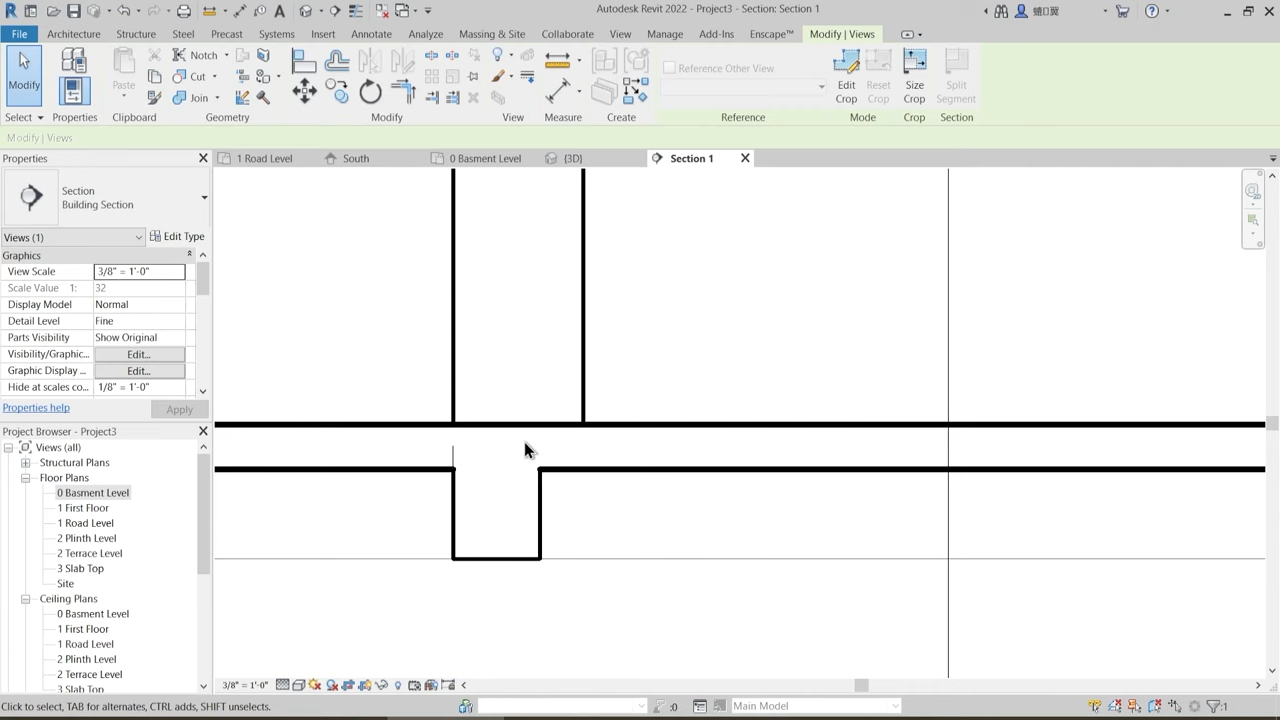 Autodesk Revit 2022 - Project3 - Section: Section 1
File
Architecture
Structure
Steel
Precast
Systems
Insert
Annotate
Analyze
Massing & Site
Collaborate
View
Manage
Add-Ins
Enscape™
Modify | Views
Modify
Paste
Notch
Cut
Join
Reference Other View
Edit
Crop
Reset
Crop
Size
Crop
Split
Segment
Select
Properties
Clipboard
Geometry
Modify
View
Measure
Create
Reference
Mode
Crop
Section
Modify | Views
Properties
1 Road Level
South
0 Basment Level
{3D}
Section 1
Section
Building Section
Views (1)
Edit Type
Graphics
View Scale 3/8" = 1'-0"
Scale Value 1: 32
Display Model Normal
Detail Level Fine
Parts Visibility Show Original
Visibility/Graphic... Edit...
Graphic Display ... Edit...
Hide at scales co... 1/8" = 1'-0"
Properties help
Apply
Project Browser - Project3
Views (all)
Structural Plans
Floor Plans
0 Basment Level
1 First Floor
1 Road Level
2 Plinth Level
2 Terrace Level
3 Slab Top
Site
Ceiling Plans
0 Basment Level
1 First Floor
1 Road Level
2 Plinth Level
2 Terrace Level
3 Slab Top
3/8" = 1'-0"
Click to select, TAB for alternates, CTRL adds, SHIFT unselects.
:0
Main Model
:1